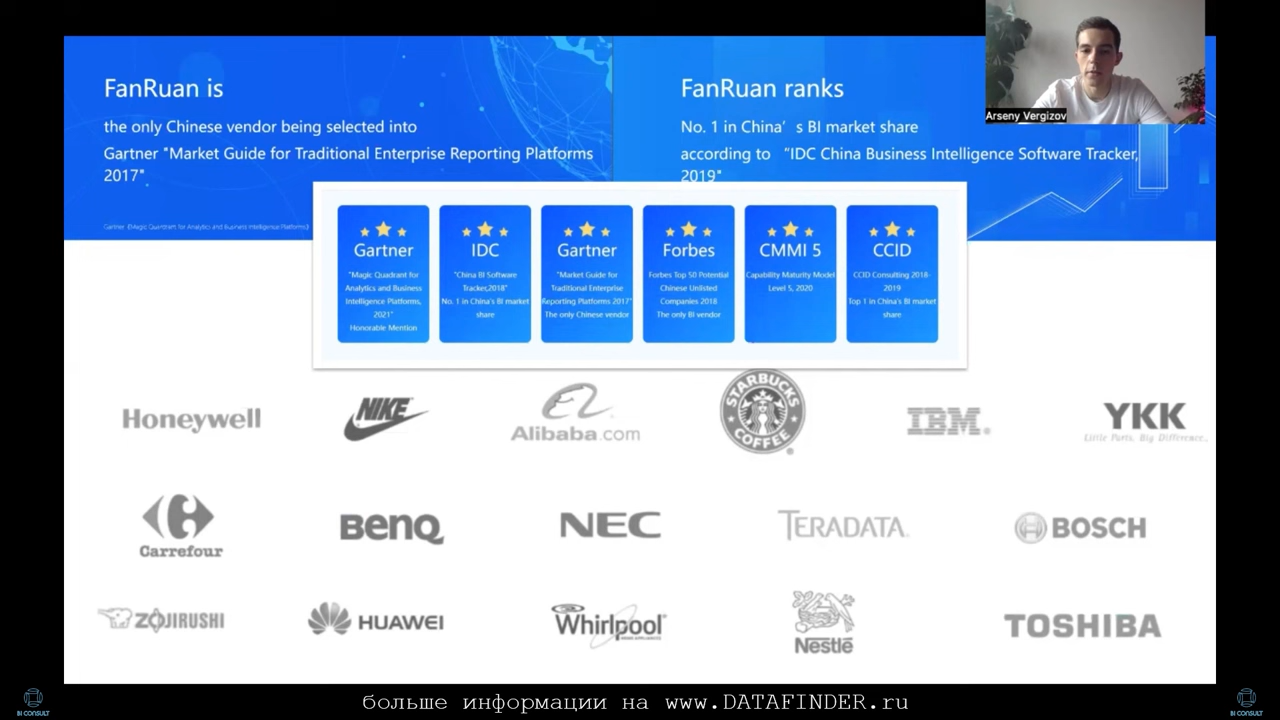 FanRuan is
the only Chinese vendor being selected into
Gartner "Market Guide for Traditional Enterprise Reporting Platforms
2017"
FanRuan ranks
No. 1 in China’s BI market share
according to “IDC China Business Intelligence Software Tracker,
2019"
Arseny Vergizov
Gartner
"Magic Quadrant for
Analytics and Business
Intelligence Platforms,
2021"
Honorable Mention
IDC
"China BI Software
Tracker,2018"
No. 1 in China's BI market
share
Gartner
"Market Guide for
Traditional Enterprise
Reporting Platforms 2017"
The only Chinese vendor
Forbes
Forbes Top 50 Potential
Chinese Unlisted
Companies 2018
The only BI vendor
CMMI 5
Capability Maturity Model
Level 5, 2020
CCID
CCID Consulting 2018-
2019
Top 1 in China's BI market
share
Honeywell
NIKE
Alibaba.com
STARBUCKS
COFFEE
IBM®
YKK
Little Parts. Big Difference.
Carrefour
BenQ
NEC
TERADATA
BOSCH
ZOJIRUSHI
HUAWEI
Whirlpool
Nestlé
TOSHIBA
больше информации на www.DATAFINDER.ru
BI CONSULT
BI CONSULT